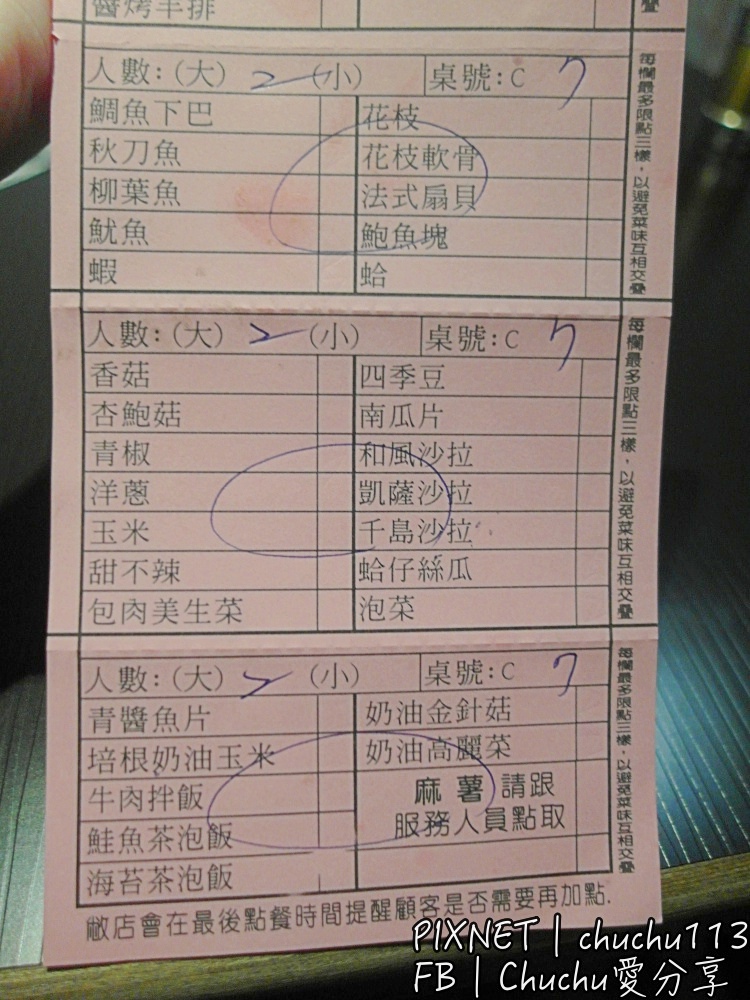 醬烤羊排
人數:(大) 2 (小) 桌號:C 7
鯛魚下巴 花枝
秋刀魚 花枝軟骨
柳葉魚 法式扇貝
魷魚 鮑魚塊
蝦 蛤
每欄最多限點三樣，以避免菜味互相交疊
人數:(大) 2 (小) 桌號:C 7
香菇 四季豆
杏鮑菇 南瓜片
青椒 和風沙拉
洋蔥 凱薩沙拉
玉米 千島沙拉
甜不辣 蛤仔絲瓜
包肉美生菜 泡菜
每欄最多限點三樣，以避免菜味互相交疊
人數:(大) 2 (小) 桌號:C 7
青醬魚片 奶油金針菇
培根奶油玉米 奶油高麗菜
牛肉拌飯 麻薯請跟
鮭魚茶泡飯 服務人員點取
海苔茶泡飯
每欄最多限點三樣，以避免菜味互相交疊
敝店會在最後點餐時間提醒顧客是否需要再加點.
PIXNET | chuchu113
FB | Chuchu愛分享